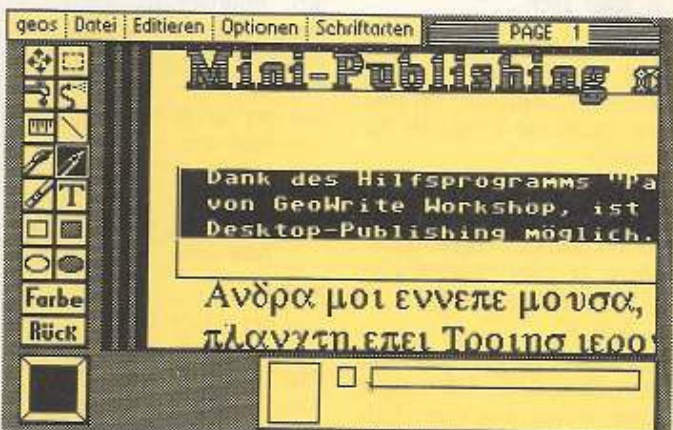 geos Datei Editieren Optionen Schriftarten PAGE 1
Mini-Publishing
Dank des Hilfsprogramms "Pa
von GeoWrite Workshop, ist
Desktop-Publishing möglich.
Ανδρα μοι εννεπε μουσα,
πλανχτη, επει Τροιησ ιερο
T
Farbe
Rück